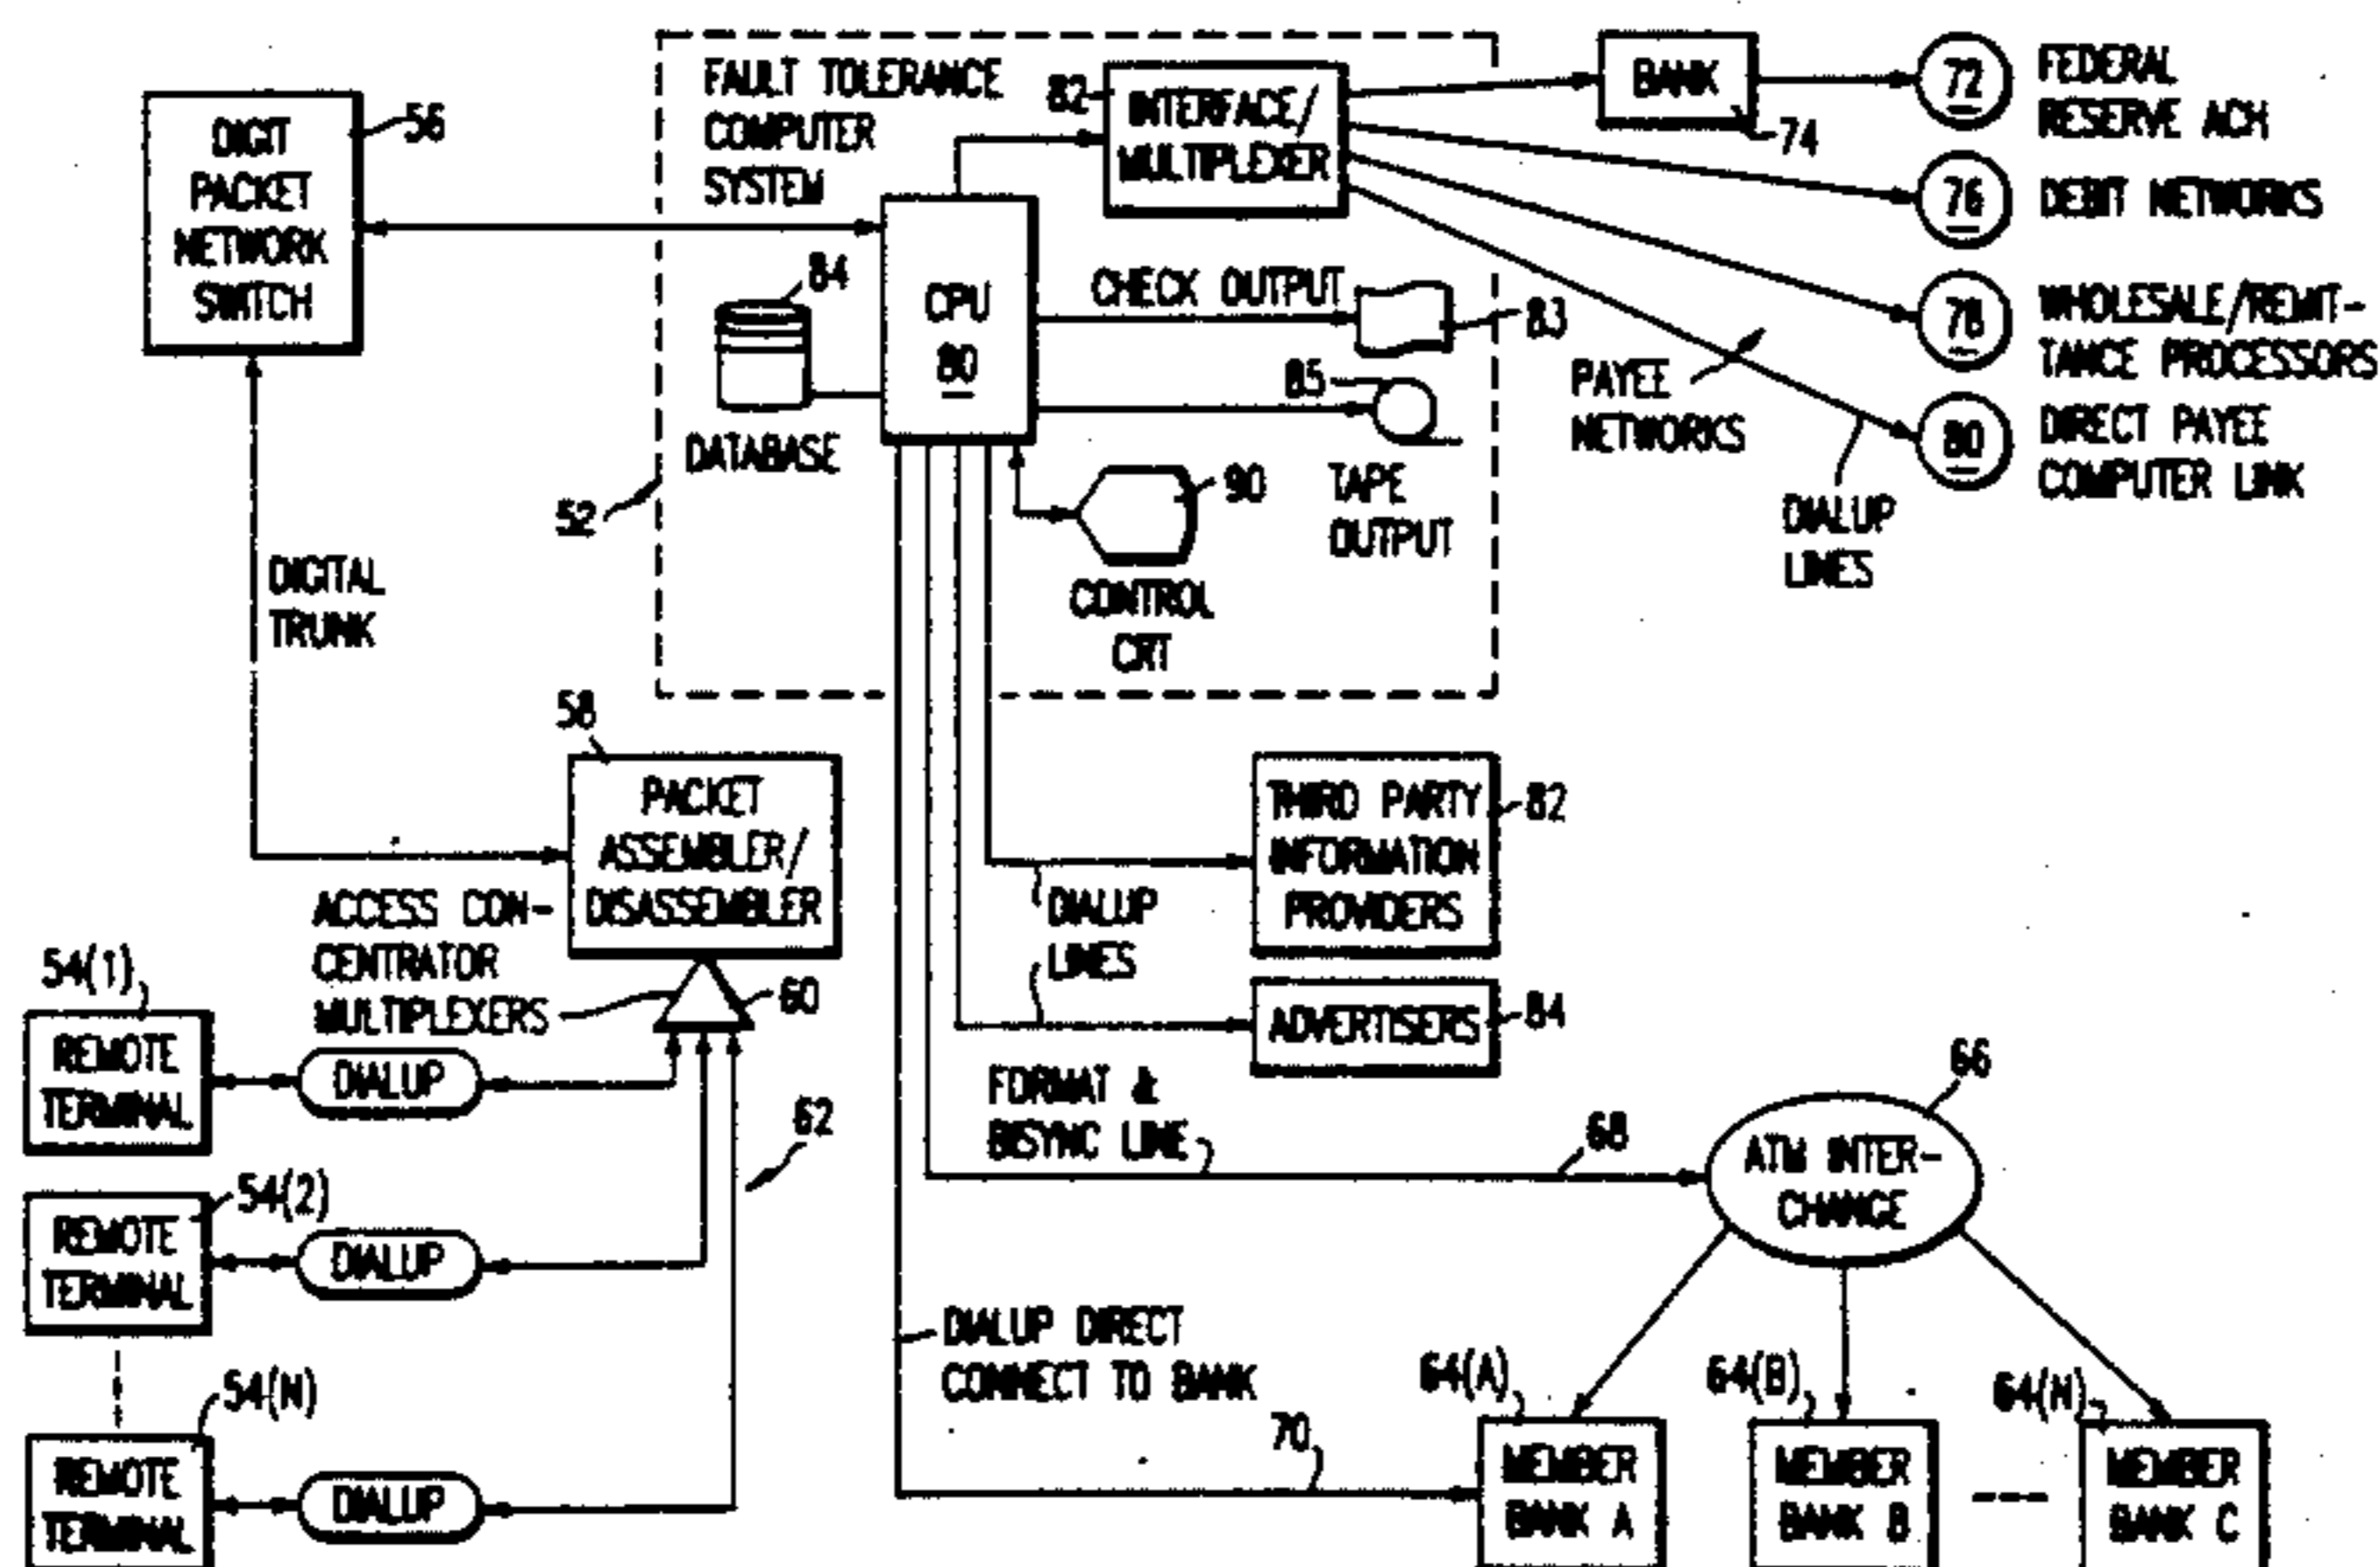 FAULT TOLERANCE
COMPUTER
SYSTEM
82
INTERFACE/
MULTIPLEXER
BANK
74
72
FEDERAL
RESERVE ACH
76
DEBIT NETWORKS
78
WHOLESALE/REMIT-
TANCE PROCESSORS
80
DIRECT PAYEE
COMPUTER LINK
PAYEE
NETWORKS
DIALUP
LINES
DIGIT
PACKET
NETWORK
SWITCH
56
84
DATABASE
CPU
80
CHECK OUTPUT
83
85
TAPE
OUTPUT
90
CONTROL
CRT
52
DIGITAL
TRUNK
58
PACKET
ASSEMBLER/
DISASSEMBLER
ACCESS CON-
CENTRATOR
MULTIPLEXERS
60
THIRD PARTY
INFORMATION
PROVIDERS
82
DIALUP
LINES
ADVERTISERS
84
54(1)
REMOTE
TERMINAL
DIALUP
62
54(2)
REMOTE
TERMINAL
DIALUP
54(N)
REMOTE
TERMINAL
DIALUP
FORMAT &
BISYNC LINE
68
66
ATM INTER-
CHANGE
DIALUP DIRECT
CONNECT TO BANK
70
64(A)
MEMBER
BANK A
64(B)
MEMBER
BANK B
64(N)
MEMBER
BANK C